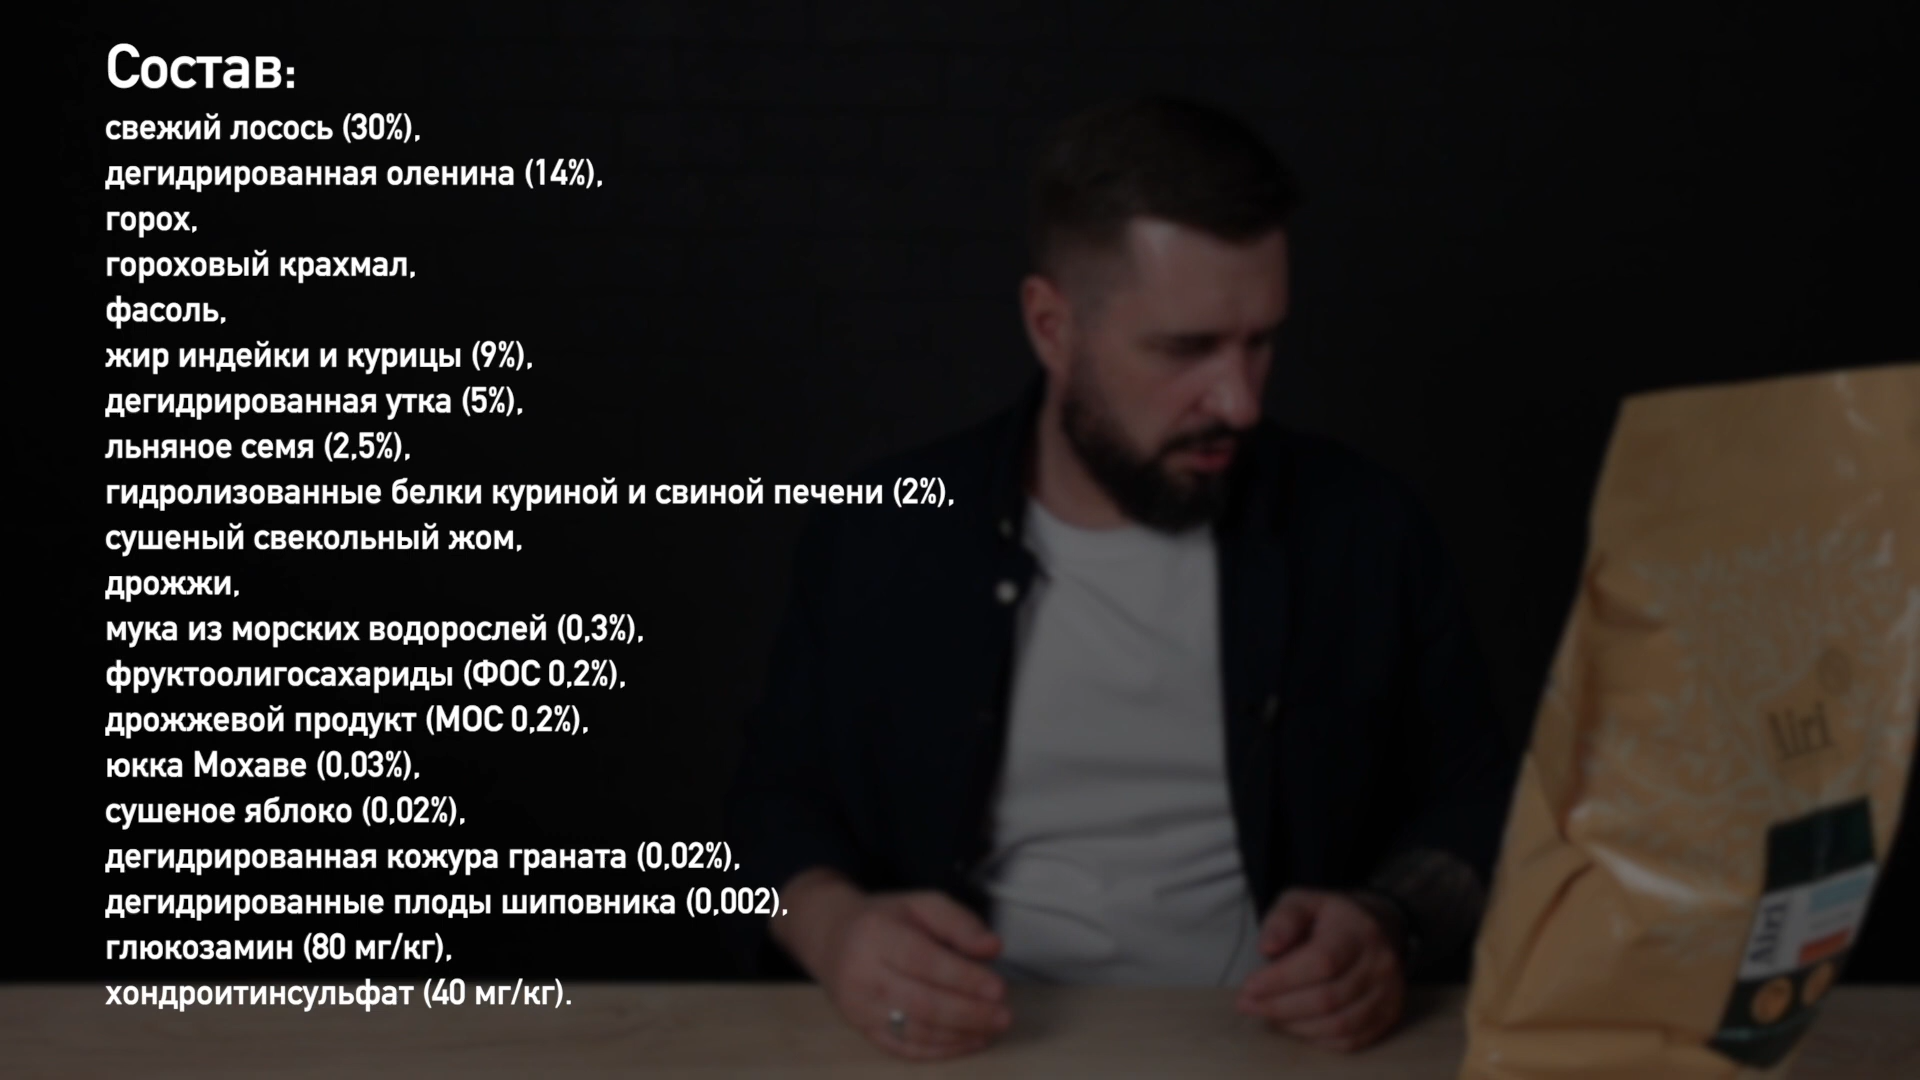 Состав:
свежий лосось (30%),
дегидрированная оленина (14%),
горох,
гороховый крахмал,
фасоль,
жир индейки и курицы (9%),
дегидрированная утка (5%),
льняное семя (2,5%),
гидролизованные белки куриной и свиной печени (2%),
сушеный свекольный жом,
дрожжи,
мука из морских водорослей (0,3%),
фруктоолигосахариды (ФОС 0,2%),
дрожжевой продукт (МОС 0,2%),
юкка Мохаве (0,03%),
сушеное яблоко (0,02%),
дегидрированная кожура граната (0,02%),
дегидрированные плоды шиповника (0,002),
глюкозамин (80 мг/кг),
хондроитинсульфат (40 мг/кг).